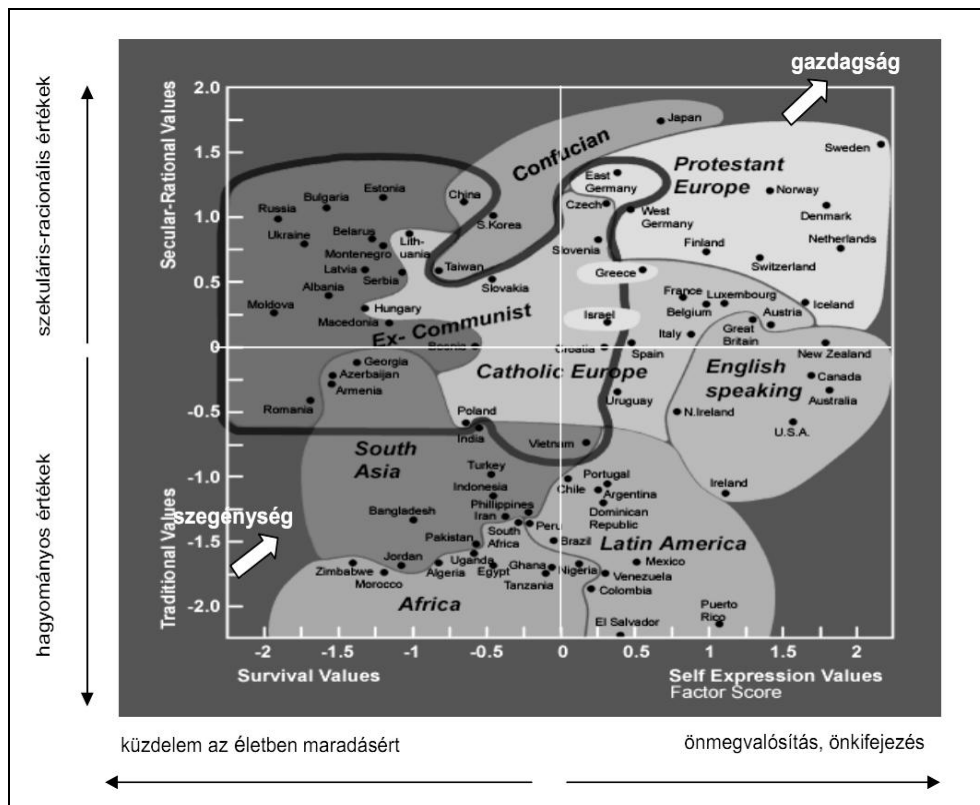 gazdagság
2.0
Japan
1.5
Confucian
Protestant
Europe
Sweden
East
Germany
Estonia
China
Bulgaria
Norway
Russia
Czech
West
Germany
Denmark
1.0
S.Korea
Ukraine
Belarus
Lith-
uania
Slovenia
Finland
Netherlands
Montenegro
Latvia
Serbia
Taiwan
Greece
Switzerland
0.5
Slovakia
Albania
France
Luxembourg
Iceland
Moldova
Hungary
Israel
Belgium
Austria
Macedonia
Ex- Communist
Italy
Great
Britain
0
Bosnia
Croatia
Spain
New Zealand
Georgia
Catholic Europe
English
speaking
Azerbaijan
Canada
Armenia
Uruguay
Australia
Romania
-0.5
Poland
N.Ireland
India
U.S.A.
South
Asia
Vietnam
Turkey
-1.0
Portugal
Indonesia
Chile
Argentina
Ireland
Phillippines
Dominican
Republic
Bangladesh
Iran
szegénység
South
Africa
Peru
-1.5
Pakistan
Brazil
Latin America
Jordan
Uganda
Ghana
Nigeria
Mexico
Zimbabwe
Algeria
Egypt
Venezuela
Morocco
Tanzania
Colombia
Africa
Puerto
Rico
-2.0
El Salvador
-2
-1.5
-1
-0.5
0
0.5
1
1.5
2
Survival Values
Self Expression Values
Factor Score
Secular-Rational Values
Traditional Values
szekuláris-racionális értékek
hagyományos értékek
küzdelem az életben maradásért
önmegvalósítás, önkifejezés